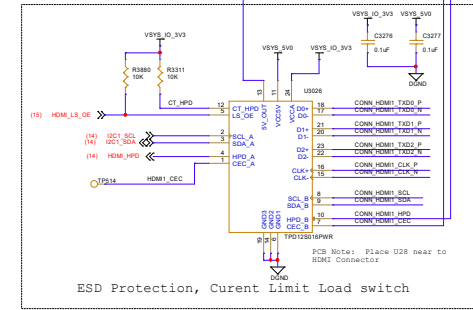 VSYS_IO_3V3
VSYS_5V0
C3276
0.1uF
C3277
0.1uF
DGND
VSYS_IO_3V3
VSYS_5V0
VSYS_IO_3V3
R3880
10K
R3311
10K
13
11
24
U3026
CT_HPD
(15) HDMI_LS_OE
12
5
CT_HPD
LS_OE
5V_OUT
VCC5V
VCCA
(14) I2C1_SCL
(14) I2C1_SDA
2
3
SCL_A
SDA_A
(14) HDMI_HPD
4
1
HPD_A
CEC_A
TP514
HDMI1_CEC
D0+
D0-
18
17
CONN_HDMI1_TXD0_P
CONN_HDMI1_TXD0_N
D1+
D1-
21
20
CONN_HDMI1_TXD1_P
CONN_HDMI1_TXD1_N
D2+
D2-
23
22
CONN_HDMI1_TXD2_P
CONN_HDMI1_TXD2_N
CLK+
CLK-
16
15
CONN_HDMI1_CLK_P
CONN_HDMI1_CLK_N
SCL_B
SDA_B
8
9
CONN_HDMI1_SCL
CONN_HDMI1_SDA
HPD_B
CEC_B
10
7
CONN_HDMI1_HPD
CONN_HDMI1_CEC
GND3
GND2
GND1
19
14
6
TPD12S016PWR
DGND
PCB Note: Place U28 near to
HDMI Connector
ESD Protection, Curent Limit Load switch